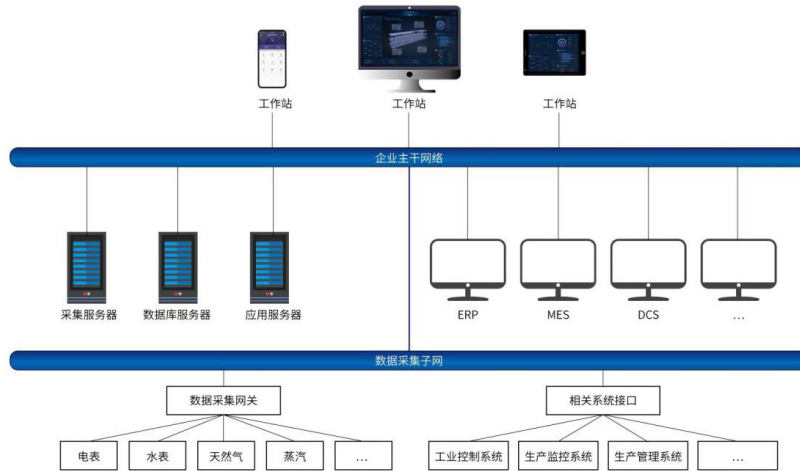 工作站
工作站
工作站
企业主干网络
采集服务器
数据库服务器
应用服务器
ERP
MES
DCS
…
数据采集子网
数据采集网关
相关系统接口
电表
水表
天然气
蒸汽
…
工业控制系统
生产监控系统
生产管理系统
…